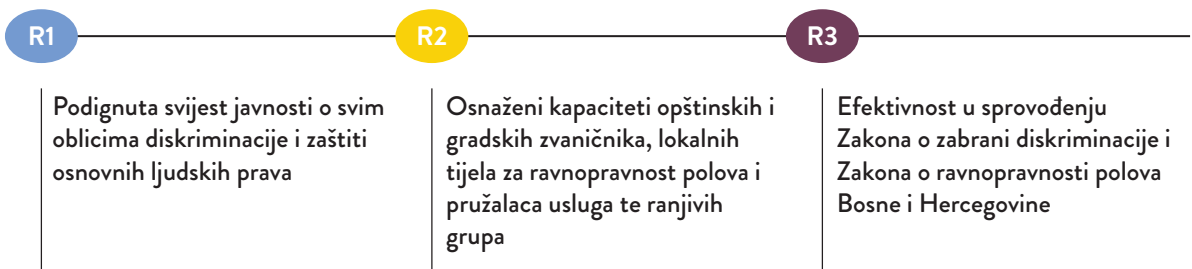 R1
Podignuta svijest javnosti o svim
oblicima diskriminacije i zaštiti
osnovnih ljudskih prava
R2
Osnaženi kapaciteti opštinskih i
gradskih zvaničnika, lokalnih
tijela za ravnopravnost polova i
pružalaca usluga te ranjivih
grupa
R3
Efektivnost u sprovođenju
Zakona o zabrani diskriminacije i
Zakona o ravnopravnosti polova
Bosne i Hercegovine